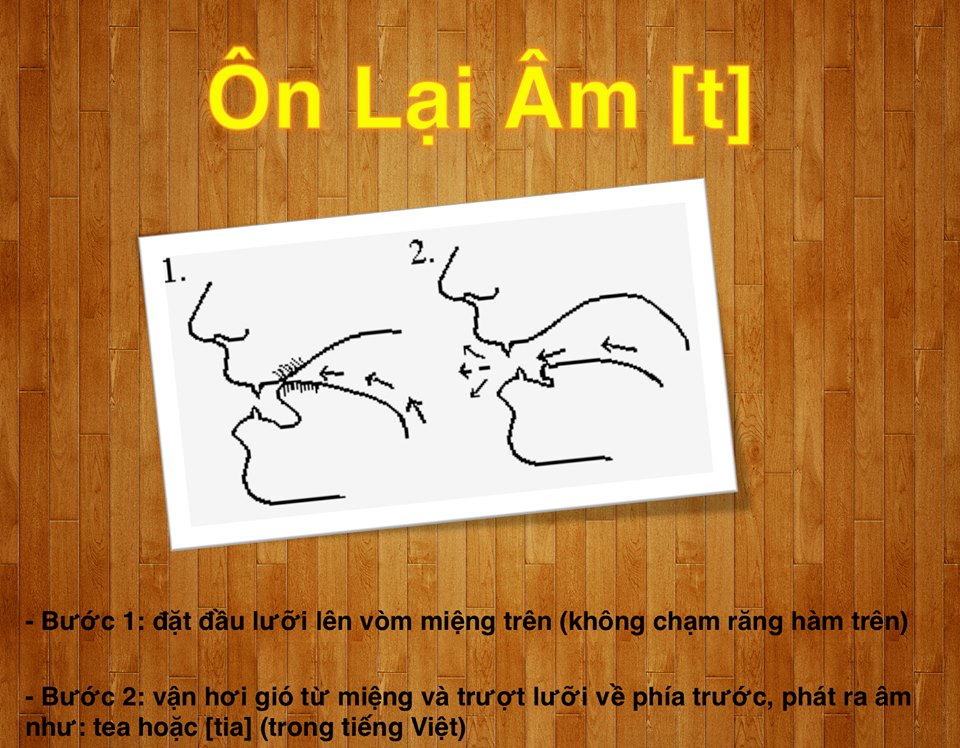 Ôn Lại Âm [t]
1.
2.
- Bước 1: đặt đầu lưỡi lên vòm miệng trên (không chạm răng hàm trên)
- Bước 2: vận hơi gió từ miệng và trượt lưỡi về phía trước, phát ra âm
như: tea hoặc [tia] (trong tiếng Việt)